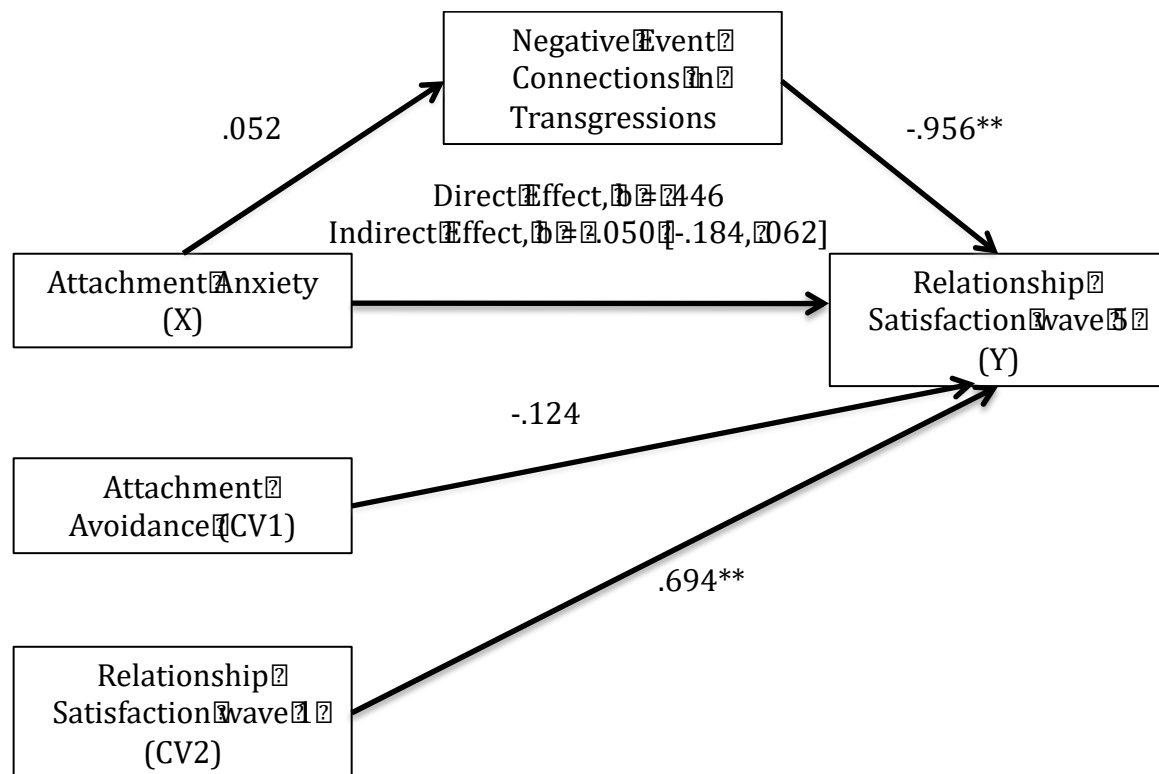 Negative Event
Connections in
Transgressions
.052
-.956**
Direct Effect, b = .446
Indirect Effect, b = -.050 [-.184, .062]
Attachment Anxiety
(X)
Relationship
Satisfaction wave 5
(Y)
-.124
Attachment
Avoidance (CV1)
.694**
Relationship
Satisfaction wave 1
(CV2)